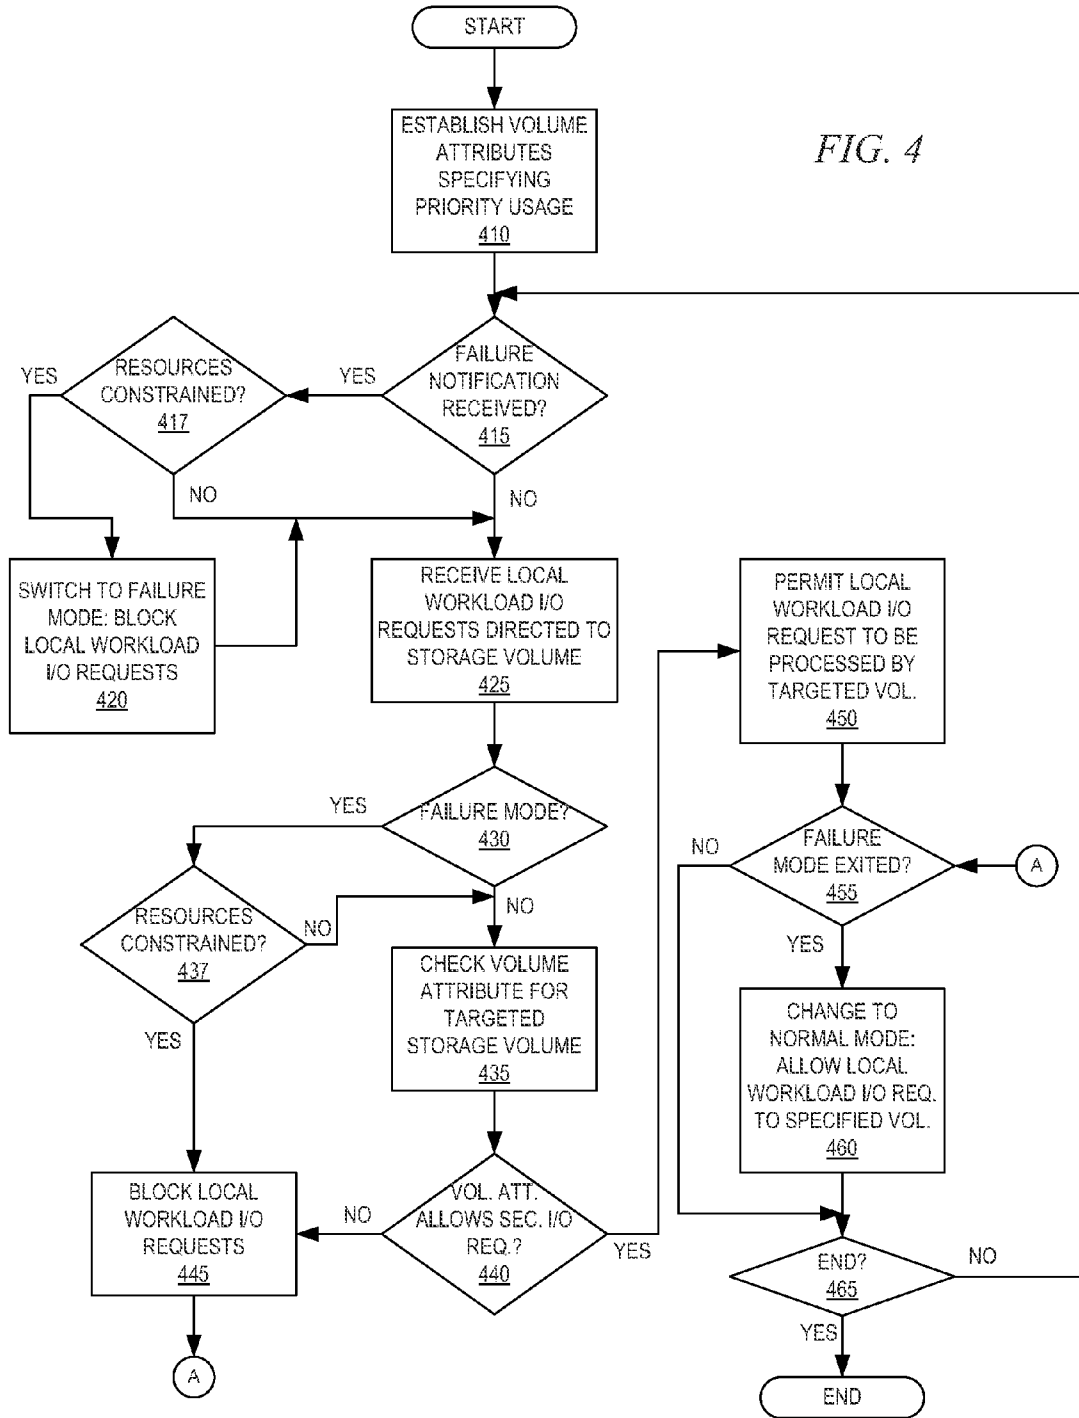 START
ESTABLISH VOLUME
ATTRIBUTES
SPECIFYING
PRIORITY USAGE
410
FIG. 4
RESOURCES
CONSTRAINED?
417
YES
NO
FAILURE
NOTIFICATION
RECEIVED?
415
YES
NO
SWITCH TO FAILURE
MODE: BLOCK
LOCAL WORKLOAD
I/O REQUESTS
420
RECEIVE LOCAL
WORKLOAD I/O
REQUESTS DIRECTED TO
STORAGE VOLUME
425
FAILURE MODE?
430
YES
NO
RESOURCES
CONSTRAINED?
437
NO
YES
CHECK VOLUME
ATTRIBUTE FOR
TARGETED
STORAGE VOLUME
435
VOL. ATT.
ALLOWS SEC. I/O
REQ.?
440
NO
YES
BLOCK LOCAL
WORKLOAD I/O
REQUESTS
445
A
PERMIT LOCAL
WORKLOAD I/O
REQUEST TO BE
PROCESSED BY
TARGETED VOL.
450
FAILURE
MODE EXITED?
455
NO
YES
A
CHANGE TO
NORMAL MODE:
ALLOW LOCAL
WORKLOAD I/O REQ.
TO SPECIFIED VOL.
460
END?
465
NO
YES
END